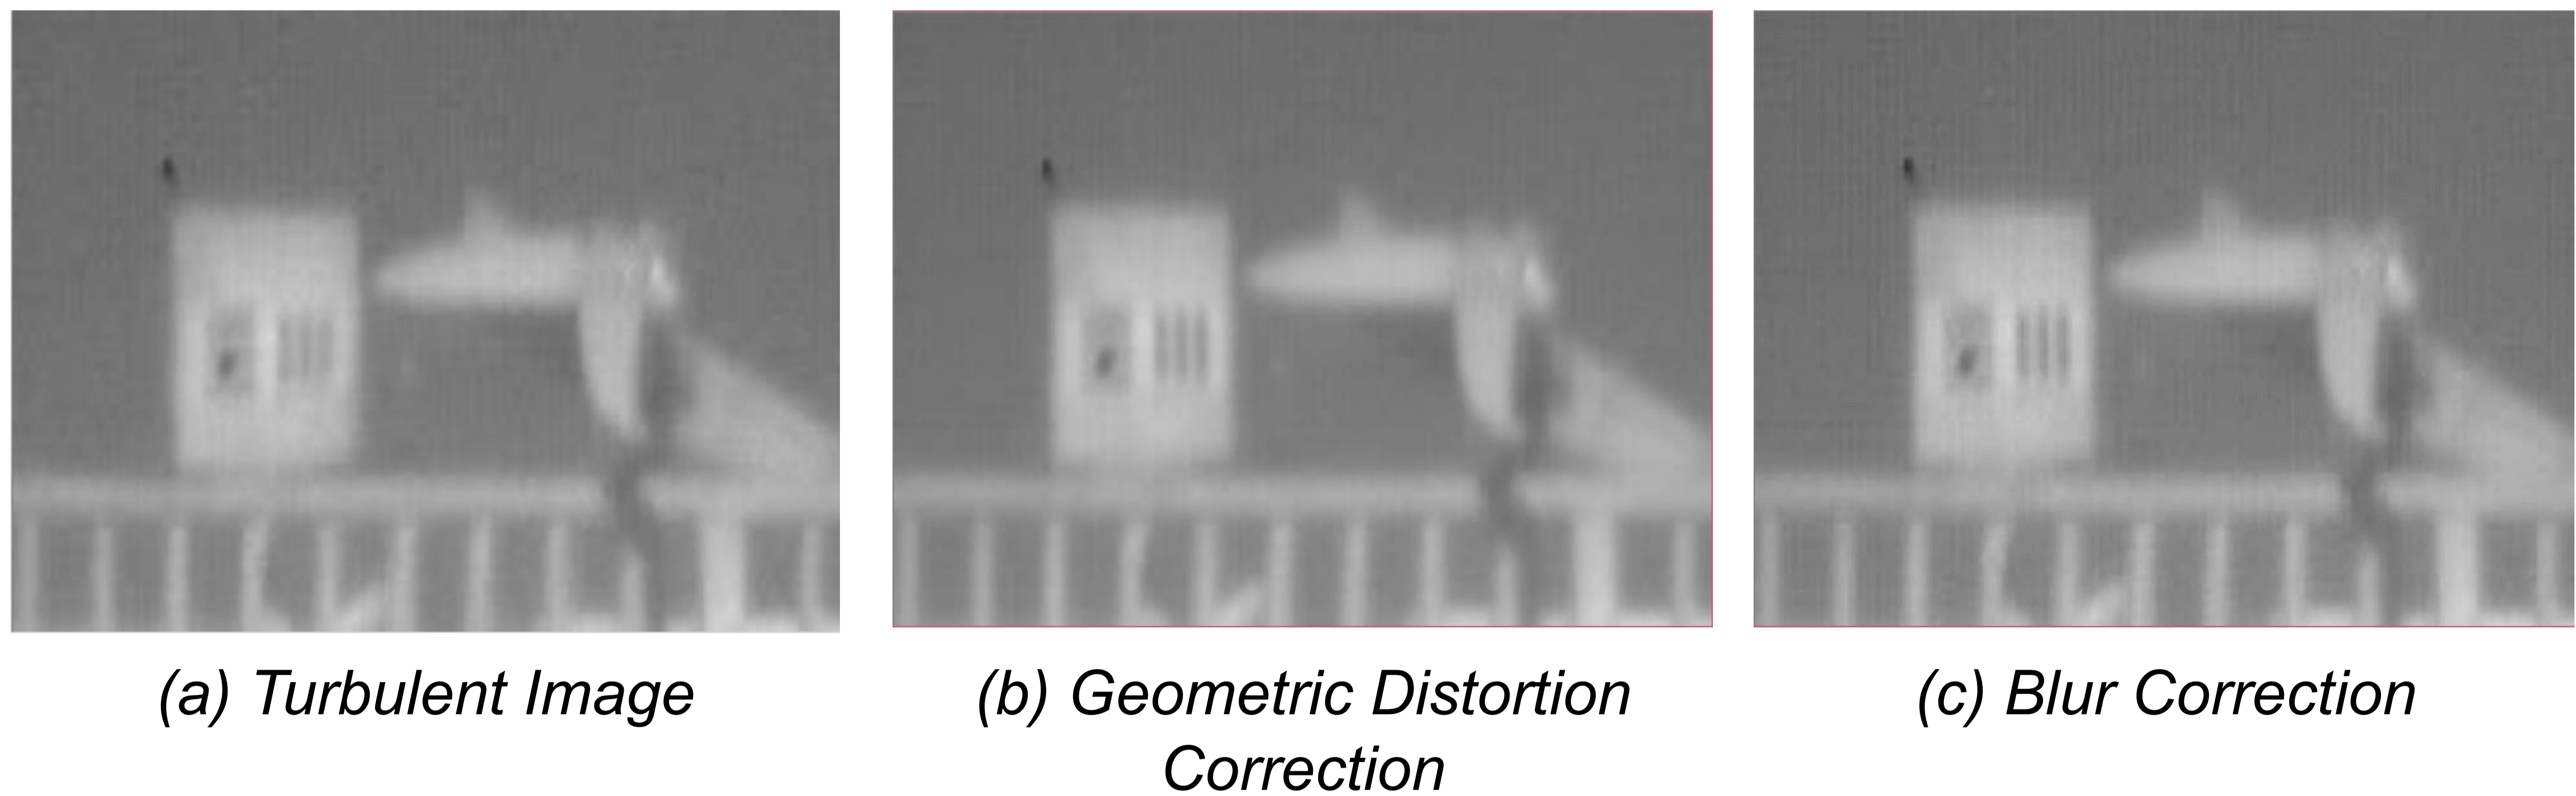 (a) Turbulent Image
(b) Geometric Distortion
Correction
(c) Blur Correction